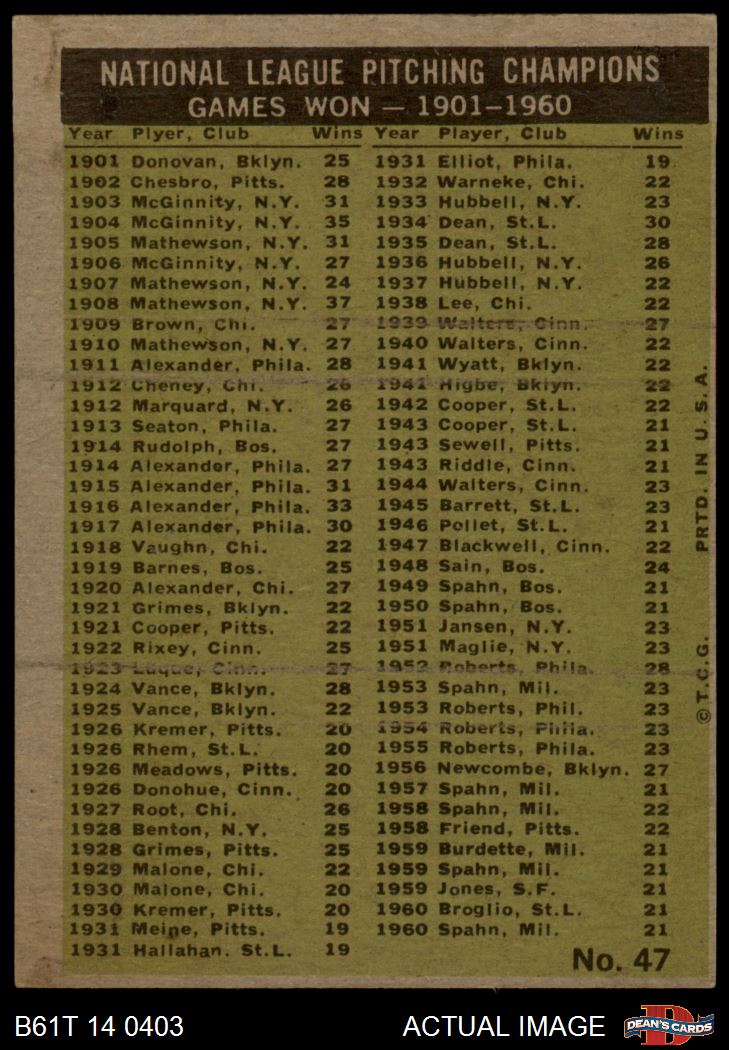 NATIONAL LEAGUE PITCHING CHAMPIONS
GAMES WON — 1901-1960
Year Plyer, Club Wins
1901 Donovan, Bklyn. 25
1902 Chesbro, Pitts. 28
1903 McGinnity, N.Y. 31
1904 McGinnity, N.Y. 35
1905 Mathewson, N.Y. 31
1906 McGinnity, N.Y. 27
1907 Mathewson, N.Y. 24
1908 Mathewson, N.Y. 37
1909 Brown, Chi. 27
1910 Mathewson, N.Y. 27
1911 Alexander, Phila. 28
1912 Cheney, Chi. 26
1912 Marquard, N.Y. 26
1913 Seaton, Phila. 27
1914 Rudolph, Bos. 27
1914 Alexander, Phila. 27
1915 Alexander, Phila. 31
1916 Alexander, Phila. 33
1917 Alexander, Phila. 30
1918 Vaughn, Chi. 22
1919 Barnes, Bos. 25
1920 Alexander, Chi. 27
1921 Grimes, Bklyn. 22
1921 Cooper, Pitts. 22
1922 Rixey, Cinn. 25
1923 Luque, Cinn. 27
1924 Vance, Bklyn. 28
1925 Vance, Bklyn. 22
1926 Kremer, Pitts. 20
1926 Rhem, St.L. 20
1926 Meadows, Pitts. 20
1926 Donohue, Cinn. 20
1927 Root, Chi. 26
1928 Benton, N.Y. 25
1928 Grimes, Pitts. 25
1929 Malone, Chi. 22
1930 Malone, Chi. 20
1930 Kremer, Pitts. 20
1931 Meine, Pitts. 19
1931 Hallahan. St.L. 19
Year Player, Club Wins
1931 Elliot, Phila. 19
1932 Warneke, Chi. 22
1933 Hubbell, N.Y. 23
1934 Dean, St.L. 30
1935 Dean, St.L. 28
1936 Hubbell, N.Y. 26
1937 Hubbell, N.Y. 22
1938 Lee, Chi. 22
1939 Walters, Cinn. 27
1940 Walters, Cinn. 22
1941 Wyatt, Bklyn. 22
1941 Higbe, Bklyn. 22
1942 Cooper, St.L. 22
1943 Cooper, St.L. 21
1943 Sewell, Pitts. 21
1943 Riddle, Cinn. 21
1944 Walters, Cinn. 23
1945 Barrett, St.L. 23
1946 Pollet, St.L. 21
1947 Blackwell, Cinn. 22
1948 Sain, Bos. 24
1949 Spahn, Bos. 21
1950 Spahn, Bos. 21
1951 Jansen, N.Y. 23
1951 Maglie, N.Y. 23
1952 Roberts, Phila. 28
1953 Spahn, Mil. 23
1953 Roberts, Phil. 23
1954 Roberts, Phila. 23
1955 Roberts, Phila. 23
1956 Newcombe, Bklyn. 27
1957 Spahn, Mil. 21
1958 Spahn, Mil. 22
1958 Friend, Pitts. 22
1959 Burdette, Mil. 21
1959 Spahn, Mil. 21
1959 Jones, S.F. 21
1960 Broglio, St.L. 21
1960 Spahn, Mil. 21
No. 47
© T.C.G. PRTD. IN U.S.A.
B61T 14 0403 ACTUAL IMAGE
DEAN'S CARDS